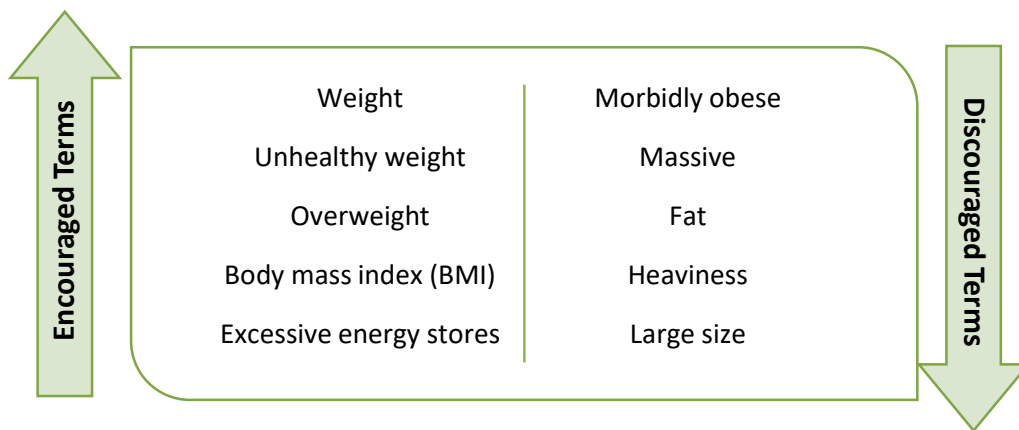 Encouraged Terms
Weight
Unhealthy weight
Overweight
Body mass index (BMI)
Excessive energy stores
Morbidly obese
Massive
Fat
Heaviness
Large size
Discouraged Terms